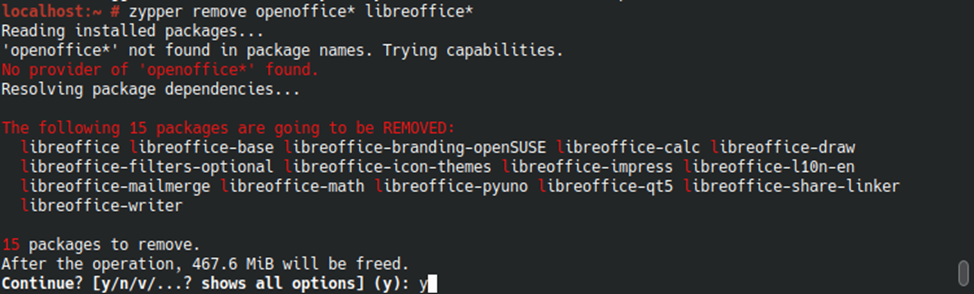 localhost:~ # zypper remove openoffice* libreoffice*
Reading installed packages...
'openoffice*' not found in package names. Trying capabilities.
No provider of 'openoffice*' found.
Resolving package dependencies...
The following 15 packages are going to be REMOVED:
libreoffice libreoffice-base libreoffice-branding-openSUSE libreoffice-calc libreoffice-draw
libreoffice-filters-optional libreoffice-icon-themes libreoffice-impress libreoffice-l10n-en
libreoffice-mailmerge libreoffice-math libreoffice-pyuno libreoffice-qt5 libreoffice-share-linker
libreoffice-writer
15 packages to remove.
After the operation, 467.6 MiB will be freed.
Continue? [y/n/v/...? shows all options] (y): y